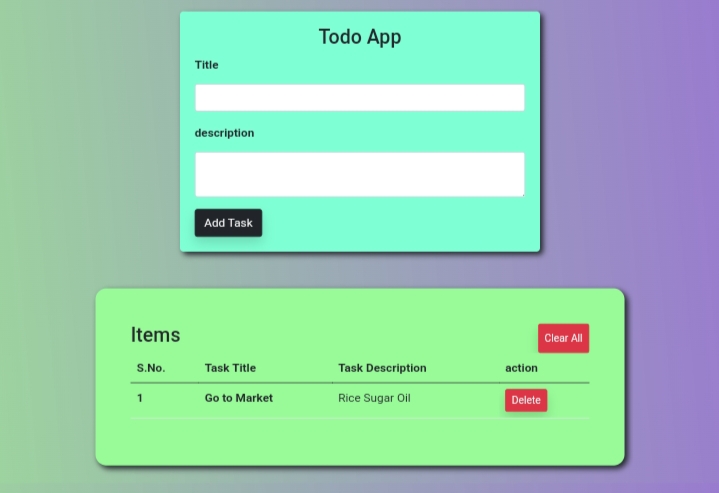 Todo App
Title
description
Add Task
Items
Clear All
S.No. Task Title Task Description action
1 Go to Market Rice Sugar Oil Delete